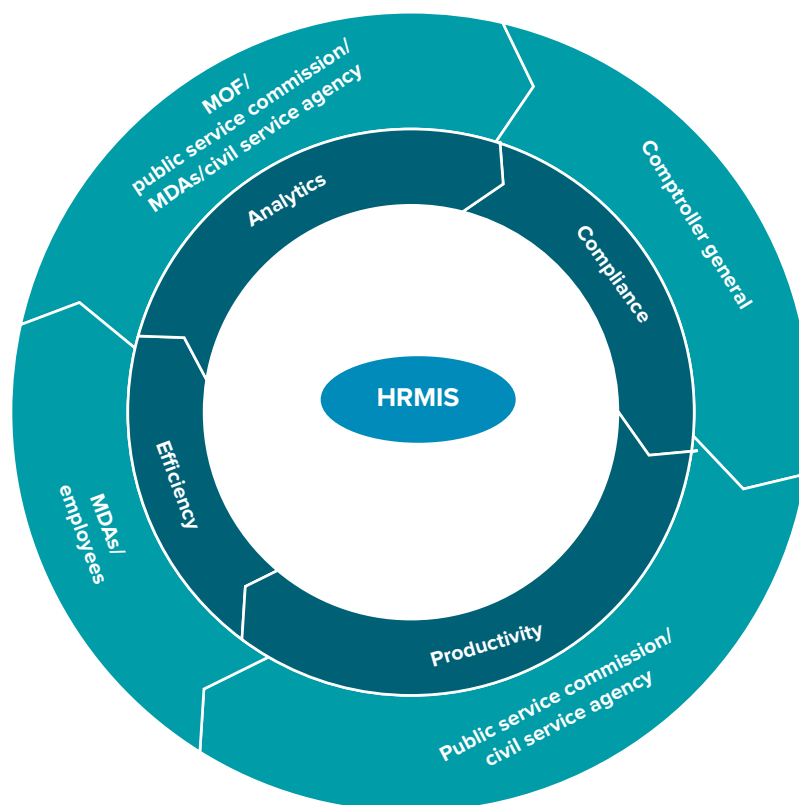 MOF/
public service commission/
MDAs/civil service agency
Comptroller general
Analytics
Compliance
HRMIS
Efficiency
MDAs/
employees
Productivity
Public service commission/
civil service agency